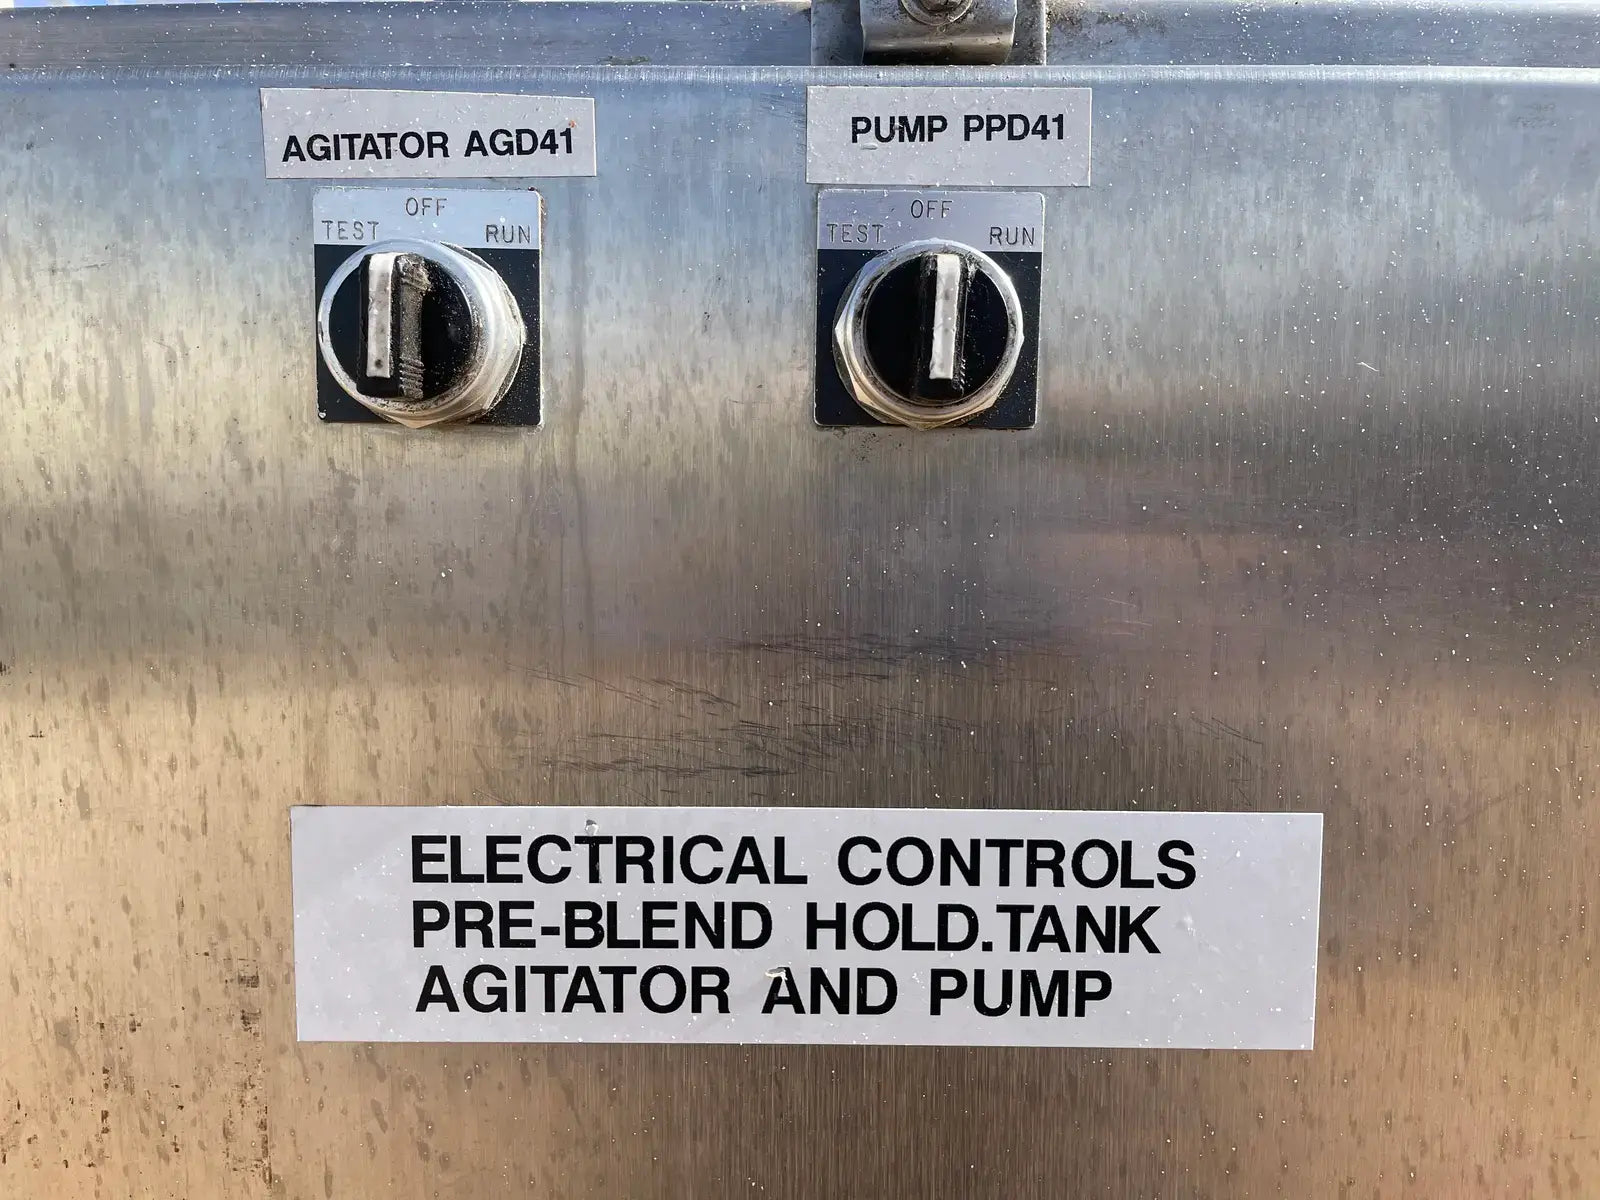 AGITATOR AGD41
PUMP PPD41
OFF
TEST RUN
OFF
TEST RUN
ELECTRICAL CONTROLS
PRE-BLEND HOLD.TANK
AGITATOR AND PUMP